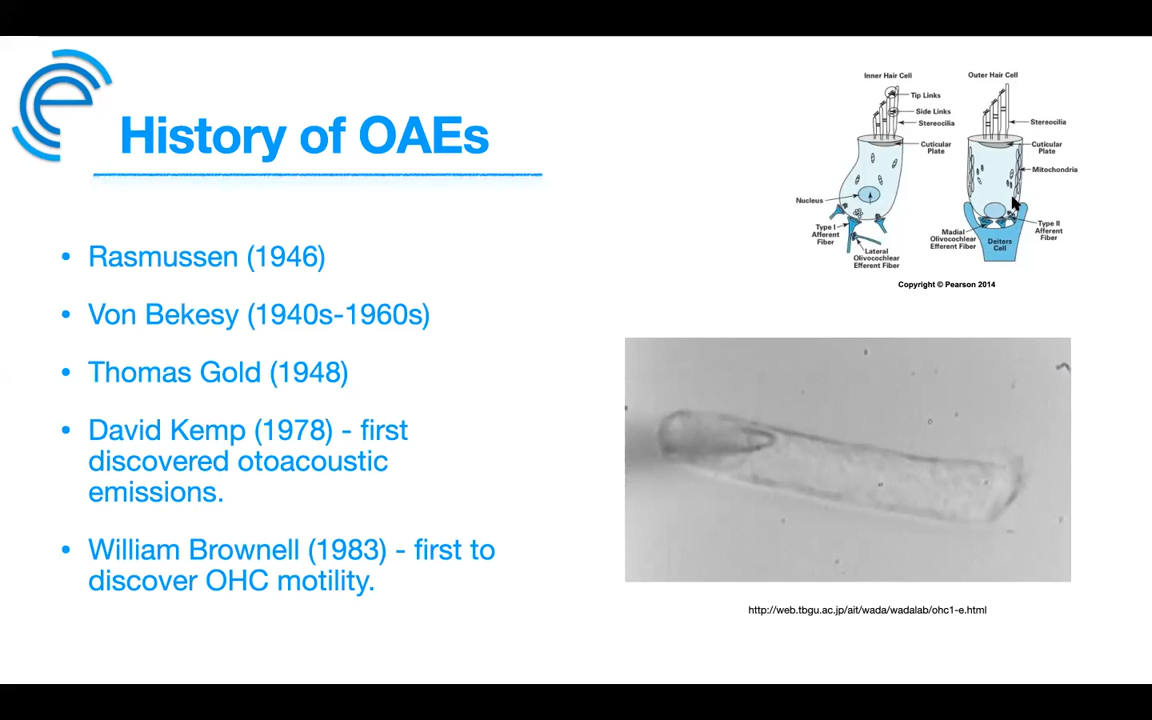 History of OAEs
• Rasmussen (1946)
• Von Bekesy (1940s-1960s)
• Thomas Gold (1948)
• David Kemp (1978) - first
discovered otoacoustic
emissions.
• William Brownell (1983) - first to
discover OHC motility.
Inner Hair Cell
Tip Links
Side Links
Stereocilia
Cuticular
Plate
Nucleus
Type I
Afferent
Fiber
Lateral
Olivocochlear
Efferent Fiber
Outer Hair Cell
Stereocilia
Cuticular
Plate
Mitochondria
Madial
Olivocochlear
Efferent Fiber
Deiters
Cell
Type II
Afferent
Fiber
Copyright © Pearson 2014
http://web.tbgu.ac.jp/ait/wada/wadalab/ohc1-e.html